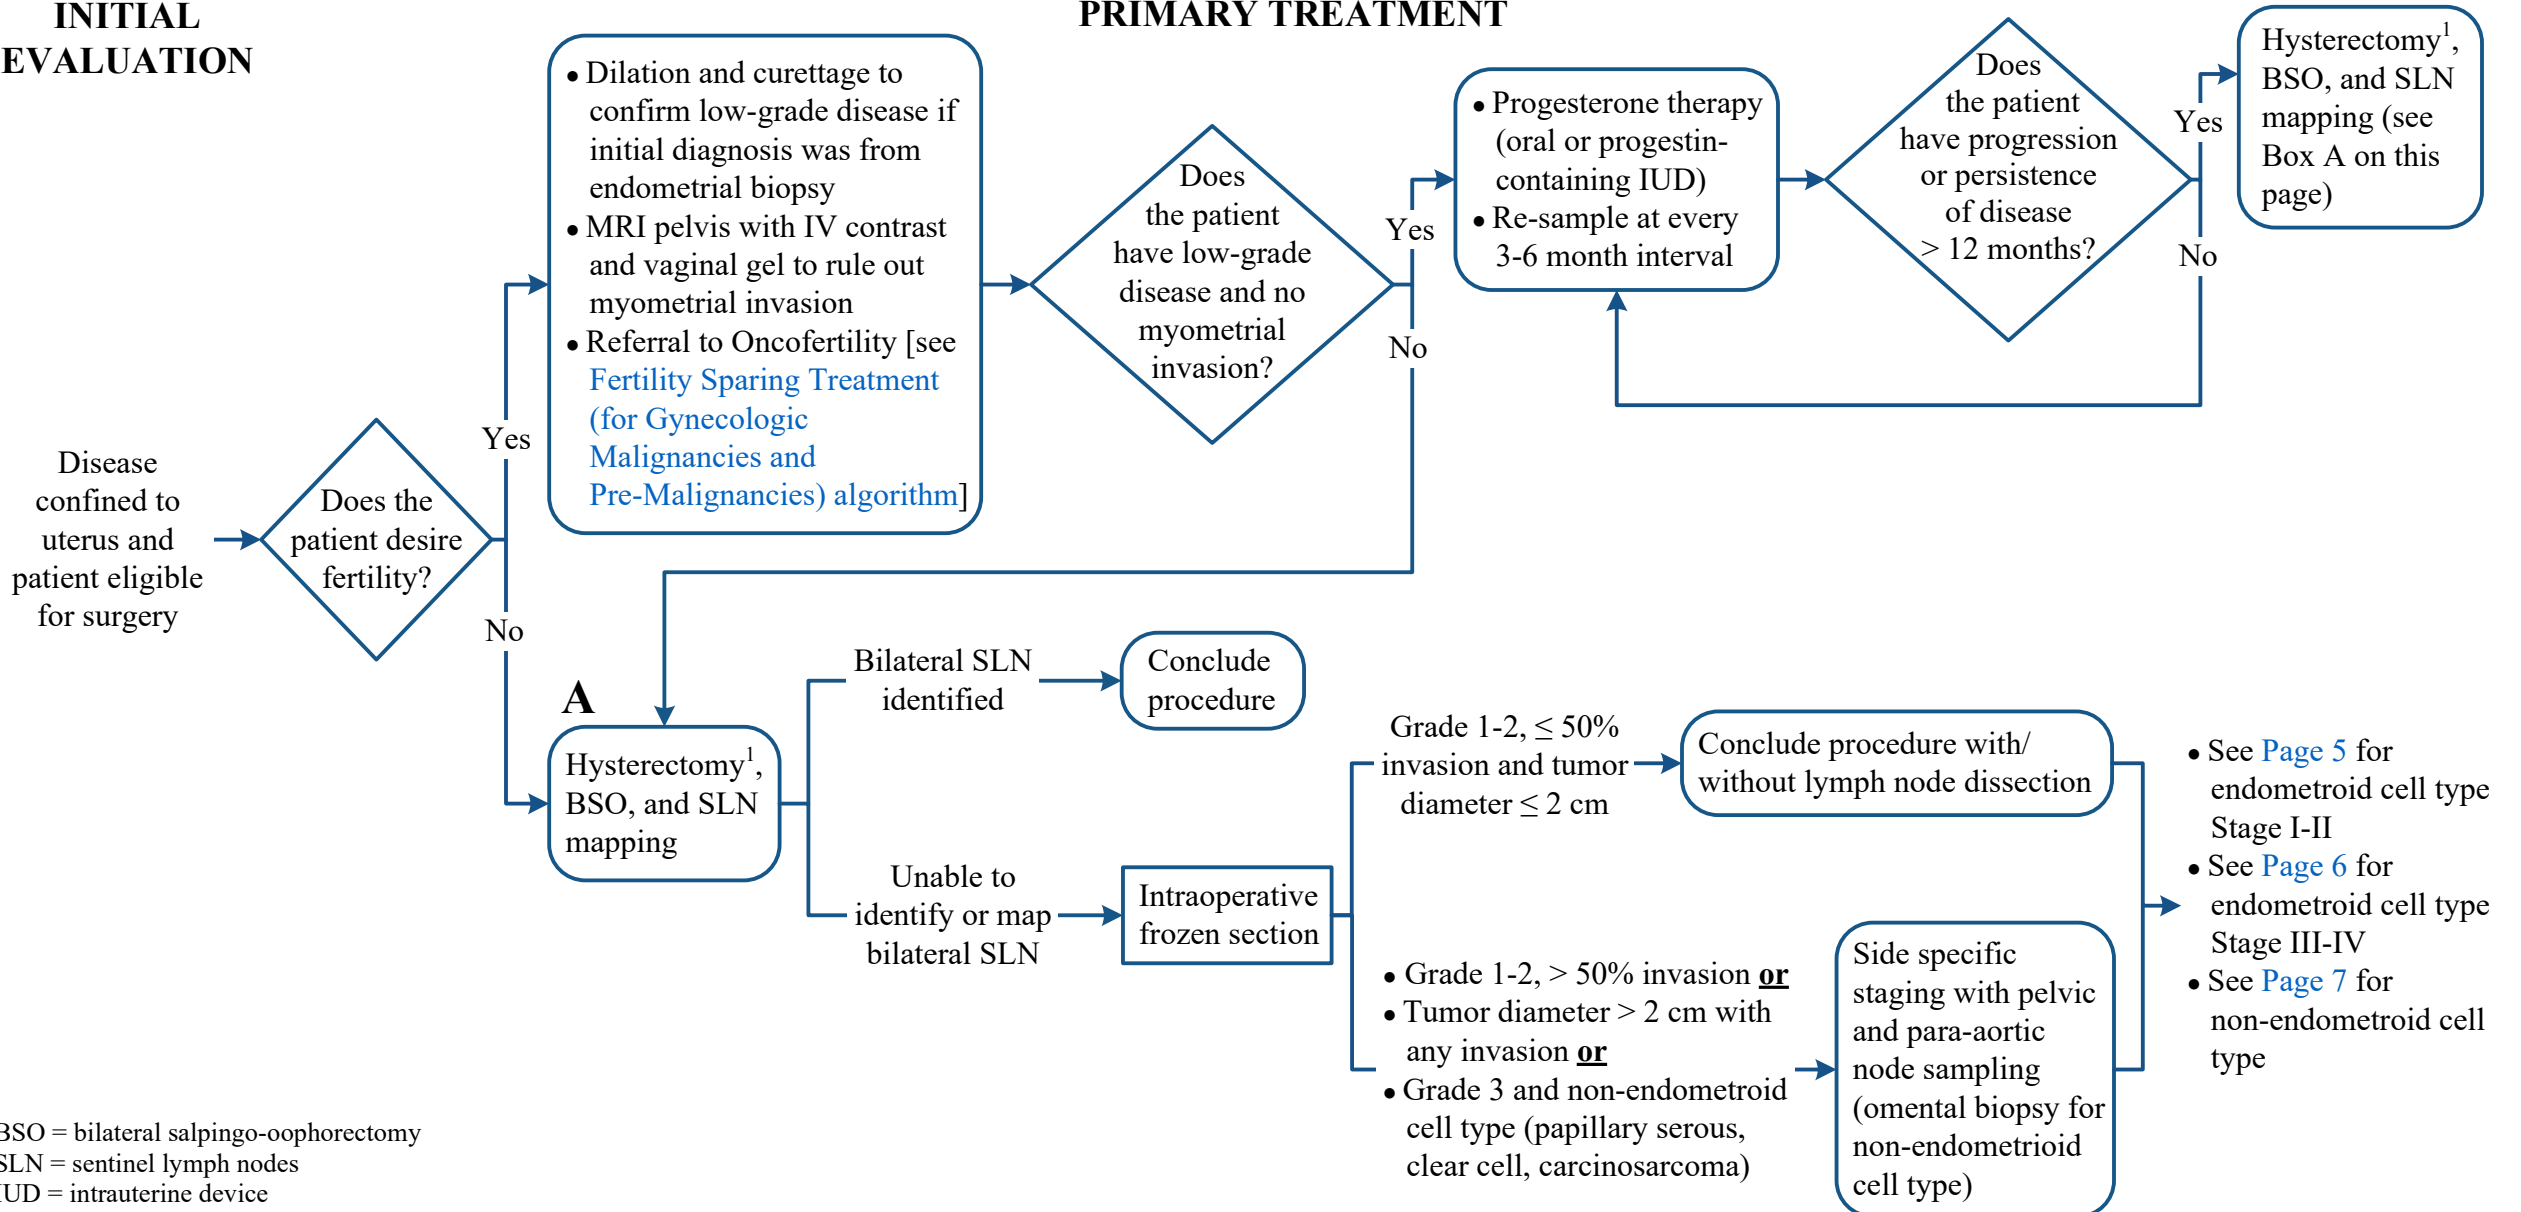 INITIAL
EVALUATION
PRIMARY TREATMENT
Disease
confined to
uterus and
patient eligible
for surgery
Does the
patient desire
fertility?
Yes
No
• Dilation and curettage to
confirm low-grade disease if
initial diagnosis was from
endometrial biopsy
• MRI pelvis with IV contrast
and vaginal gel to rule out
myometrial invasion
• Referral to Oncofertility [see
Fertility Sparing Treatment
(for Gynecologic
Malignancies and
Pre-Malignancies) algorithm]
Does
the patient
have low-grade
disease and no
myometrial
invasion?
Yes
No
• Progesterone therapy
(oral or progestin-
containing IUD)
• Re-sample at every
3-6 month interval
Does
the patient
have progression
or persistence
of disease
> 12 months?
Yes
No
Hysterectomy¹,
BSO, and SLN
mapping (see
Box A on this
page)
A
Hysterectomy¹,
BSO, and SLN
mapping
Bilateral SLN
identified
Conclude
procedure
Unable to
identify or map
bilateral SLN
Intraoperative
frozen section
Grade 1-2, ≤ 50%
invasion and tumor
diameter ≤ 2 cm
Conclude procedure with/
without lymph node dissection
• Grade 1-2, > 50% invasion or
• Tumor diameter > 2 cm with
any invasion or
• Grade 3 and non-endometroid
cell type (papillary serous,
clear cell, carcinosarcoma)
Side specific
staging with pelvic
and para-aortic
node sampling
(omental biopsy for
non-endometrioid
cell type)
• See Page 5 for
endometroid cell type
Stage I-II
• See Page 6 for
endometroid cell type
Stage III-IV
• See Page 7 for
non-endometroid cell
type
BSO = bilateral salpingo-oophorectomy
SLN = sentinel lymph nodes
IUD = intrauterine device